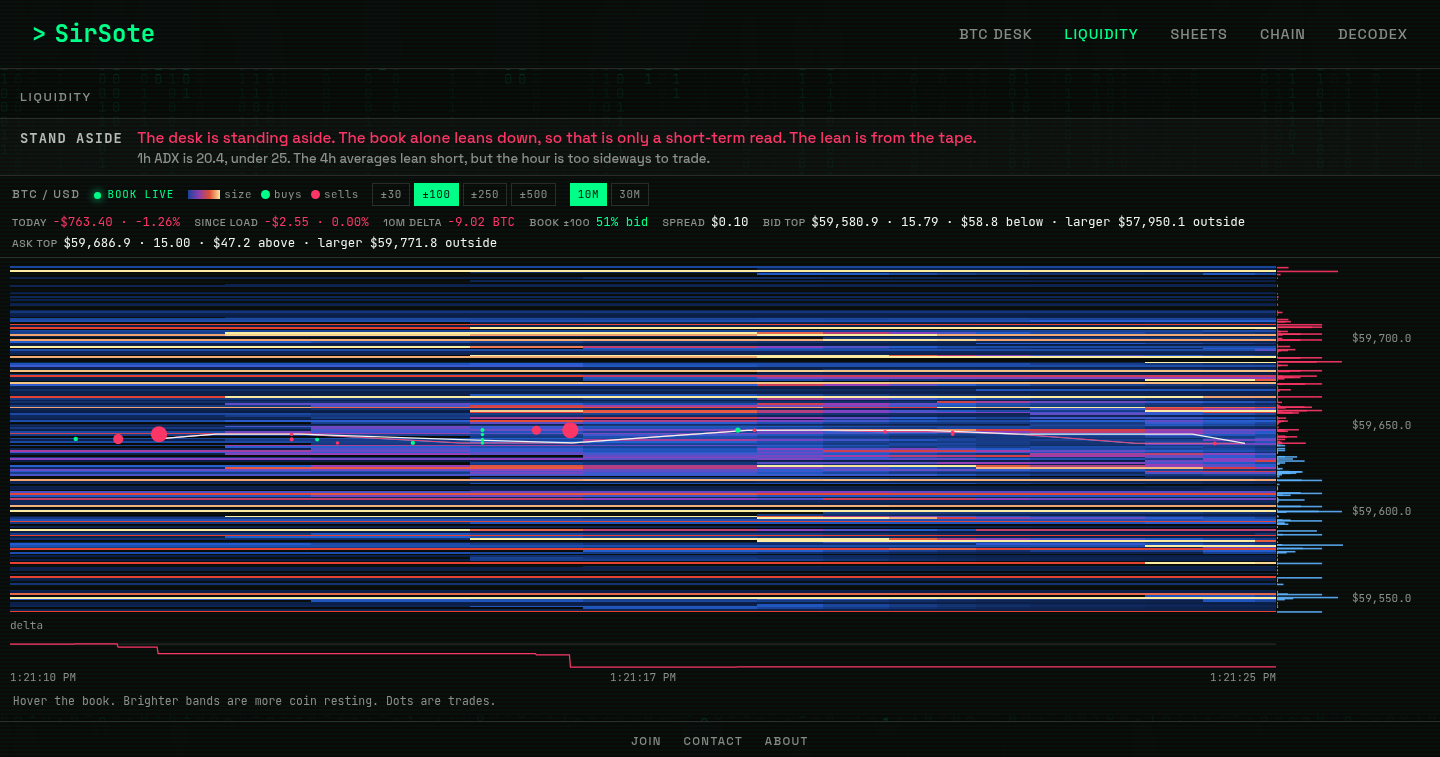 > SirSote
BTC DESK LIQUIDITY SHEETS CHAIN DECODEX
LIQUIDITY
STAND ASIDE The desk is standing aside. The book alone leans down, so that is only a short-term read. The lean is from the tape.
1h ADX is 20.4, under 25. The 4h averages lean short, but the hour is too sideways to trade.
BTC / USD BOOK LIVE size buys sells ±30 ±100 ±250 ±500 10M 30M
TODAY -$763.40 · -1.26% SINCE LOAD -$2.55 · 0.00% 10M DELTA -9.02 BTC BOOK ±100 51% bid SPREAD $0.10 BID TOP $59,580.9 · 15.79 · $58.8 below · larger $57,950.1 outside
ASK TOP $59,686.9 · 15.00 · $47.2 above · larger $59,771.8 outside
$59,700.0
$59,650.0
$59,600.0
$59,550.0
delta
1:21:10 PM 1:21:17 PM 1:21:25 PM
Hover the book. Brighter bands are more coin resting. Dots are trades.
JOIN CONTACT ABOUT